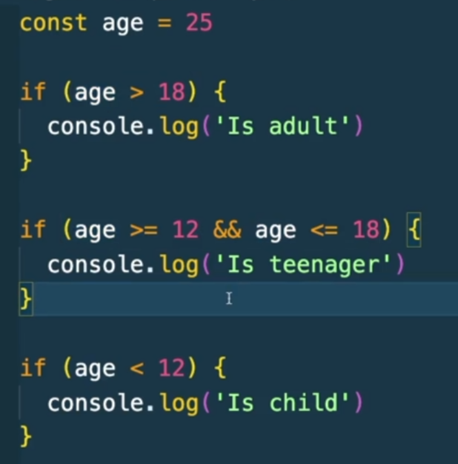 const age = 25
if (age > 18) {
console.log('Is adult')
}
if (age >= 12 && age <= 18) {
console.log('Is teenager')
}
if (age < 12) {
console.log('Is child')
}